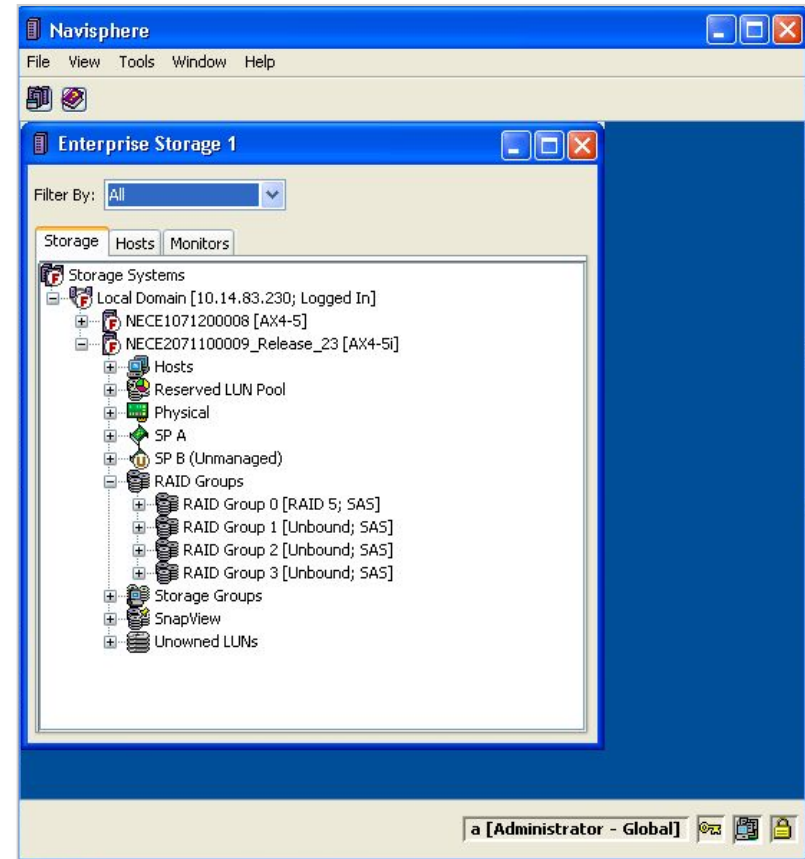 Navisphere
File View Tools Window Help
Enterprise Storage 1
Filter By: All
Storage Hosts Monitors
Storage Systems
Local Domain [10.14.83.230; Logged In]
NECE1071200008 [AX4-5]
NECE2071100009_Release_23 [AX4-5i]
Hosts
Reserved LUN Pool
Physical
SP A
SP B (Unmanaged)
RAID Groups
RAID Group 0 [RAID 5; SAS]
RAID Group 1 [Unbound; SAS]
RAID Group 2 [Unbound; SAS]
RAID Group 3 [Unbound; SAS]
Storage Groups
SnapView
Unowned LUNs
a [Administrator - Global]